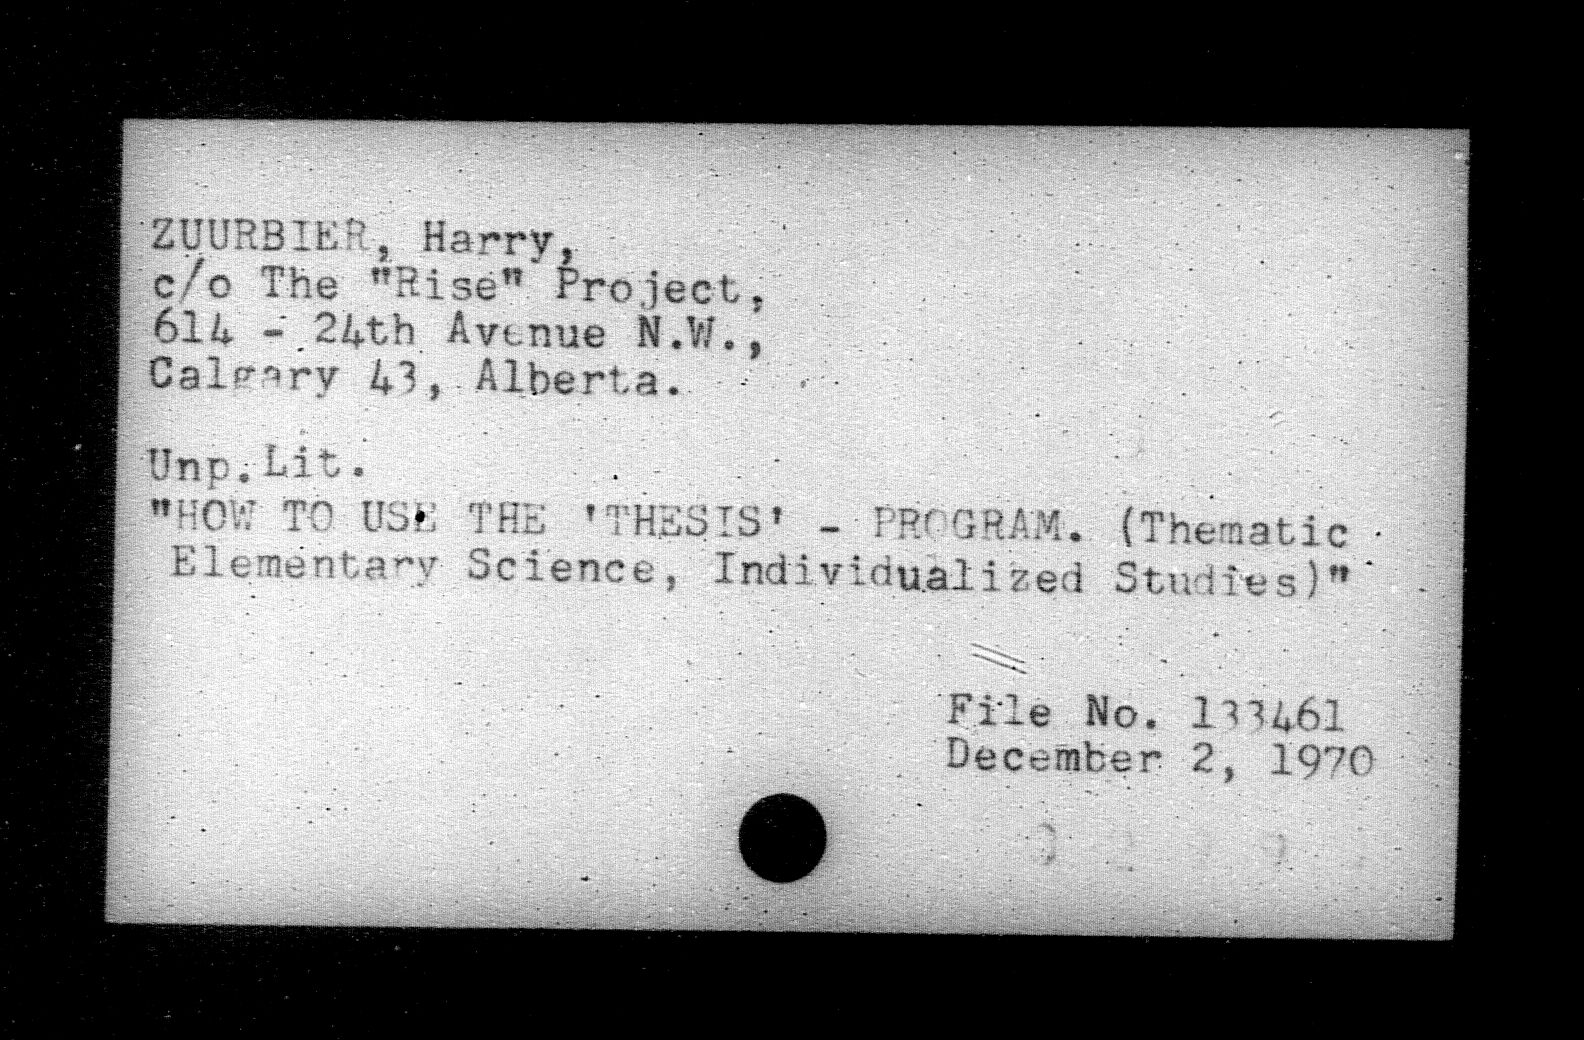 ZUURBIER, Harry,
c/o The "Rise" Project,
614 - 24th Avenue N.W.,
Calgary 43, Alberta.
Unp. Lit.
"HOW TO USE THE 'THESIS' - PROGRAM. (Thematic
Elementary Science, Individualized Studies)"
File No. 133461
December 2, 1970